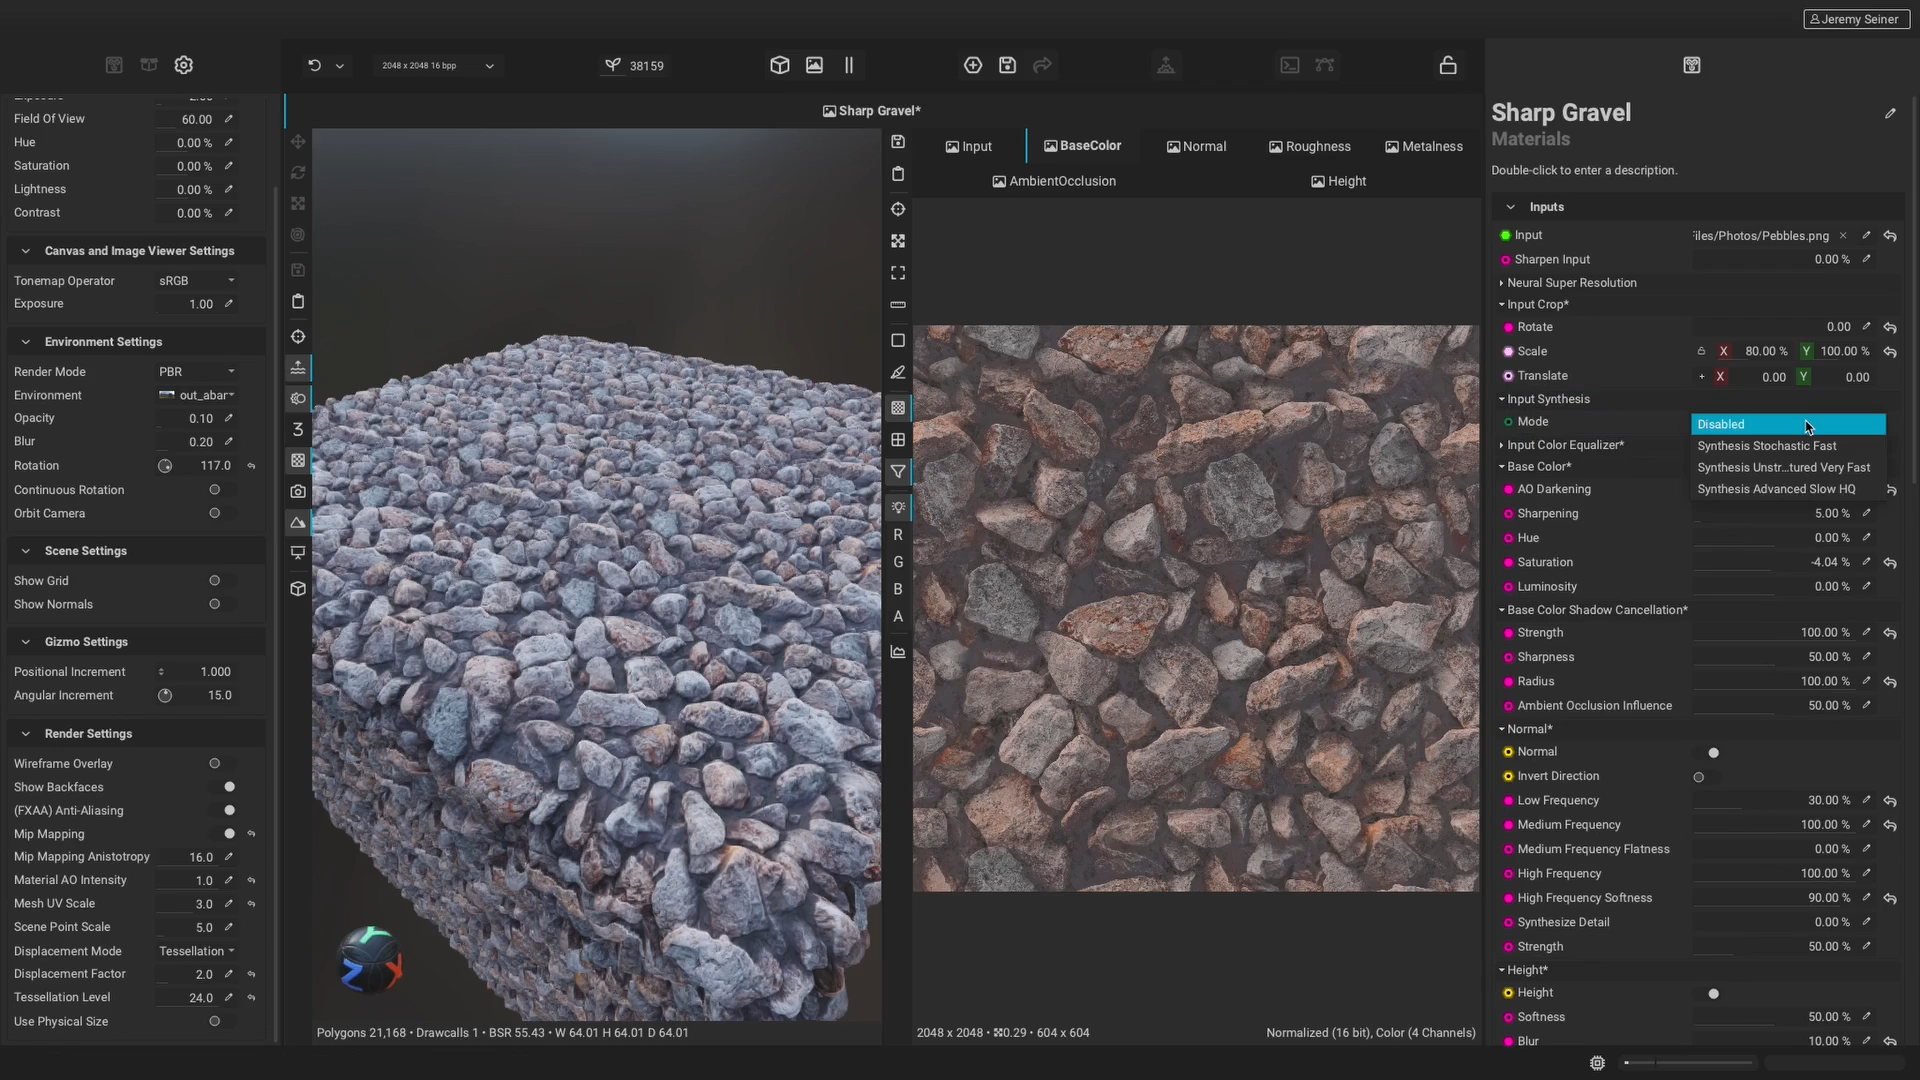 Jeremy Seiner
2048 x 2048 16 bpp
38159
Sharp Gravel*
Field Of View 60.00
Hue 0.00 %
Saturation 0.00 %
Lightness 0.00 %
Contrast 0.00 %
Canvas and Image Viewer Settings
Tonemap Operator sRGB
Exposure 1.00
Environment Settings
Render Mode PBR
Environment out_abar
Opacity 0.10
Blur 0.20
Rotation 117.0
Continuous Rotation
Orbit Camera
Scene Settings
Show Grid
Show Normals
Gizmo Settings
Positional Increment 1.000
Angular Increment 15.0
Render Settings
Wireframe Overlay
Show Backfaces
(FXAA) Anti-Aliasing
Mip Mapping
Mip Mapping Anistotropy 16.0
Material AO Intensity 1.0
Mesh UV Scale 3.0
Scene Point Scale 5.0
Displacement Mode Tessellation
Displacement Factor 2.0
Tessellation Level 24.0
Use Physical Size
3
Z Y
Polygons 21,168 • Drawcalls 1 • BSR 55.43 • W 64.01 H 64.01 D 64.01
Input BaseColor Normal Roughness Metalness
AmbientOcclusion Height
R
G
B
A
2048 x 2048 • 0.29 • 604 x 604
Normalized (16 bit), Color (4 Channels)
Sharp Gravel
Materials
Double-click to enter a description.
Inputs
Input iles/Photos/Pebbles.png
Sharpen Input 0.00 %
Neural Super Resolution
Input Crop*
Rotate 0.00
Scale X 80.00 % Y 100.00 %
Translate + X 0.00 Y 0.00
Input Synthesis
Mode Disabled
Synthesis Stochastic Fast
Synthesis Unstr...tured Very Fast
Synthesis Advanced Slow HQ
Input Color Equalizer*
Base Color*
AO Darkening
Sharpening 5.00 %
Hue 0.00 %
Saturation -4.04 %
Luminosity 0.00 %
Base Color Shadow Cancellation*
Strength 100.00 %
Sharpness 50.00 %
Radius 100.00 %
Ambient Occlusion Influence 50.00 %
Normal*
Normal
Invert Direction
Low Frequency 30.00 %
Medium Frequency 100.00 %
Medium Frequency Flatness 0.00 %
High Frequency 100.00 %
High Frequency Softness 90.00 %
Synthesize Detail 0.00 %
Strength 50.00 %
Height*
Height
Softness 50.00 %
Blur 10.00 %